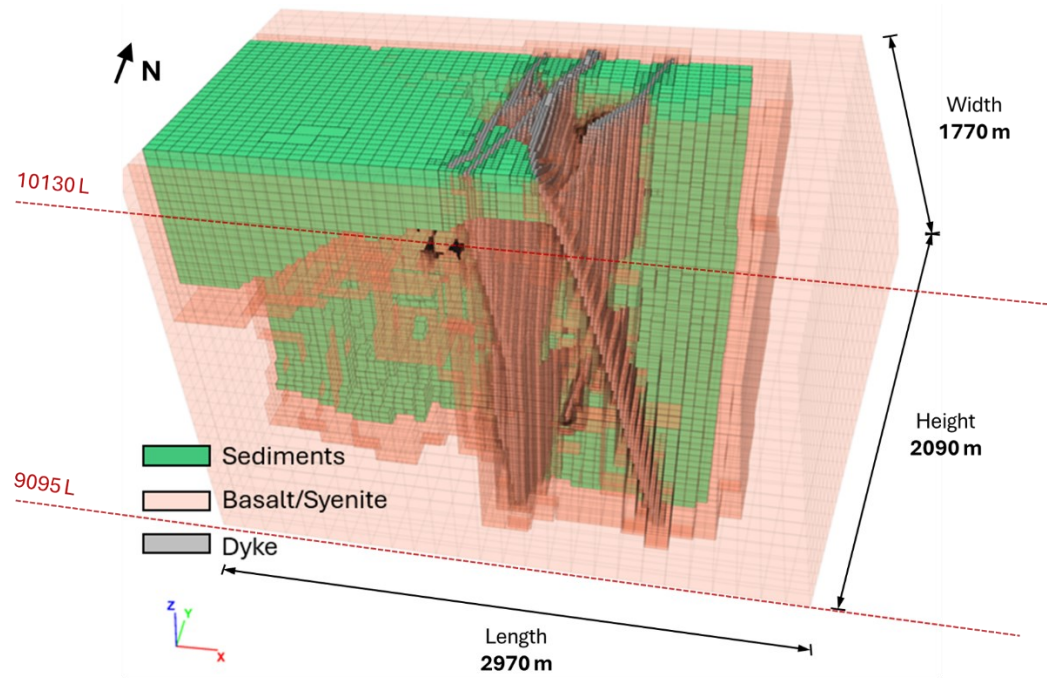 N
Width
1770 m
10130 L
Height
2090 m
Sediments
9095 L
Basalt/Syenite
Dyke
Z
Y
X
Length
2970 m